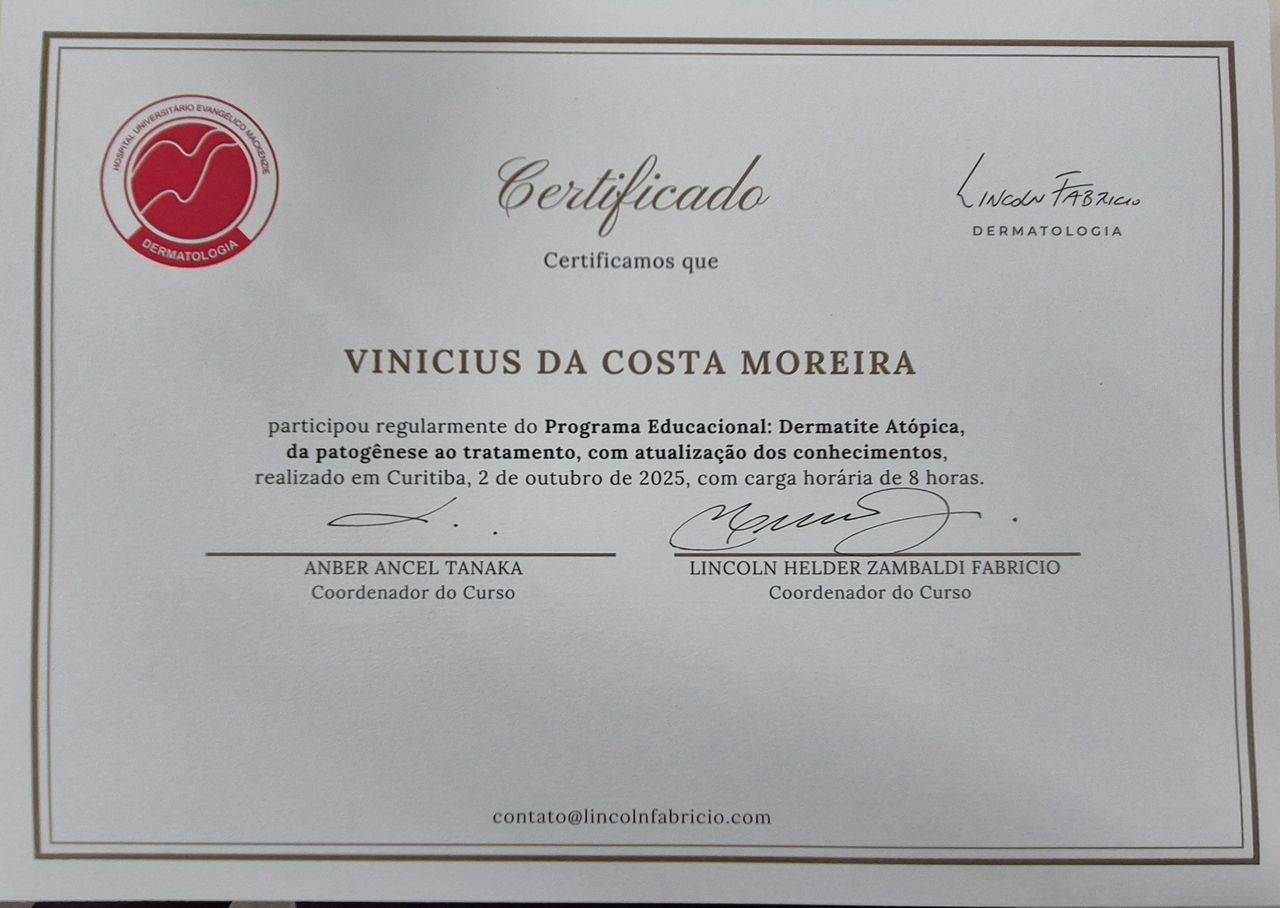 HOSPITAL UNIVERSITÁRIO EVANGÉLICO MACKENZIE
DERMATOLOGIA
Certificado
LINCOLN FABRICIO
DERMATOLOGIA
Certificamos que
VINICIUS DA COSTA MOREIRA
participou regularmente do Programa Educacional: Dermatite Atópica,
da patogênese ao tratamento, com atualização dos conhecimentos,
realizado em Curitiba, 2 de outubro de 2025, com carga horária de 8 horas.
ANBER ANCEL TANAKA
Coordenador do Curso
LINCOLN HELDER ZAMBALDI FABRICIO
Coordenador do Curso
contato@lincolnfabricio.com